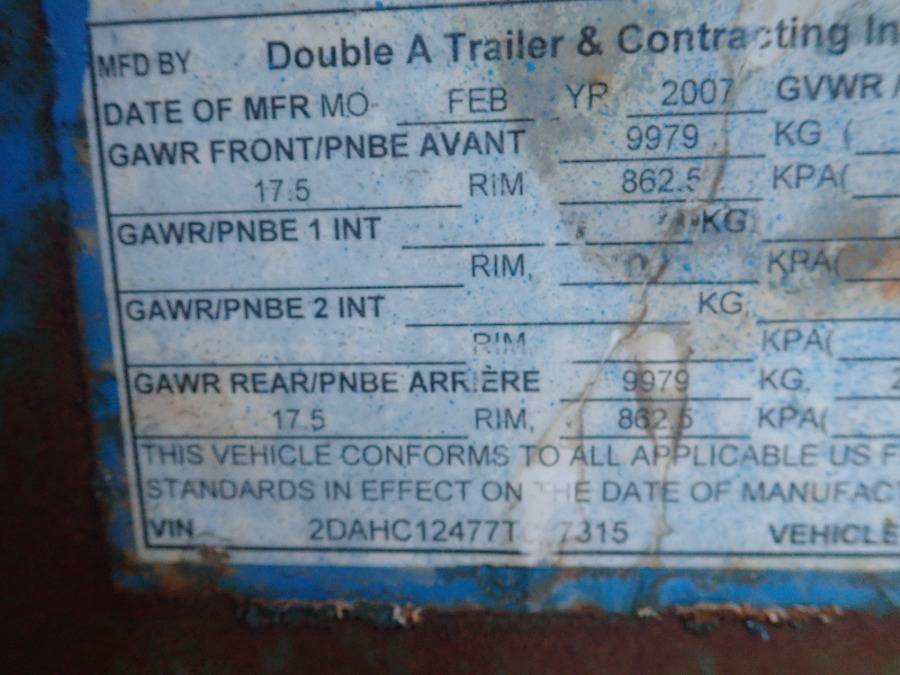 MFD BY Double A Trailer & Contracting In
DATE OF MFR MO- FEB YR 2007 GVWR /
GAWR FRONT/PNBE AVANT 9979 KG (
17.5 RIM 862.5 KPA(
GAWR/PNBE 1 INT KG
RIM, KPA(
GAWR/PNBE 2 INT KG,
RIM KPA(
GAWR REAR/PNBE ARRIÈRE 9979 KG, 2
17.5 RIM, 862.5 KPA(
THIS VEHICLE CONFORMS TO ALL APPLICABLE US F
STANDARDS IN EFFECT ON THE DATE OF MANUFACT
VIN 2DAHC12477T 7315 VEHICLE